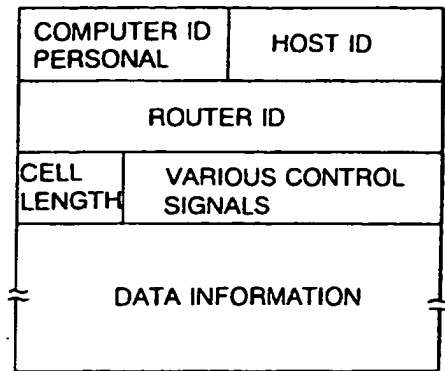 COMPUTER ID
PERSONAL
HOST ID
ROUTER ID
CELL
LENGTH
VARIOUS CONTROL
SIGNALS
DATA INFORMATION